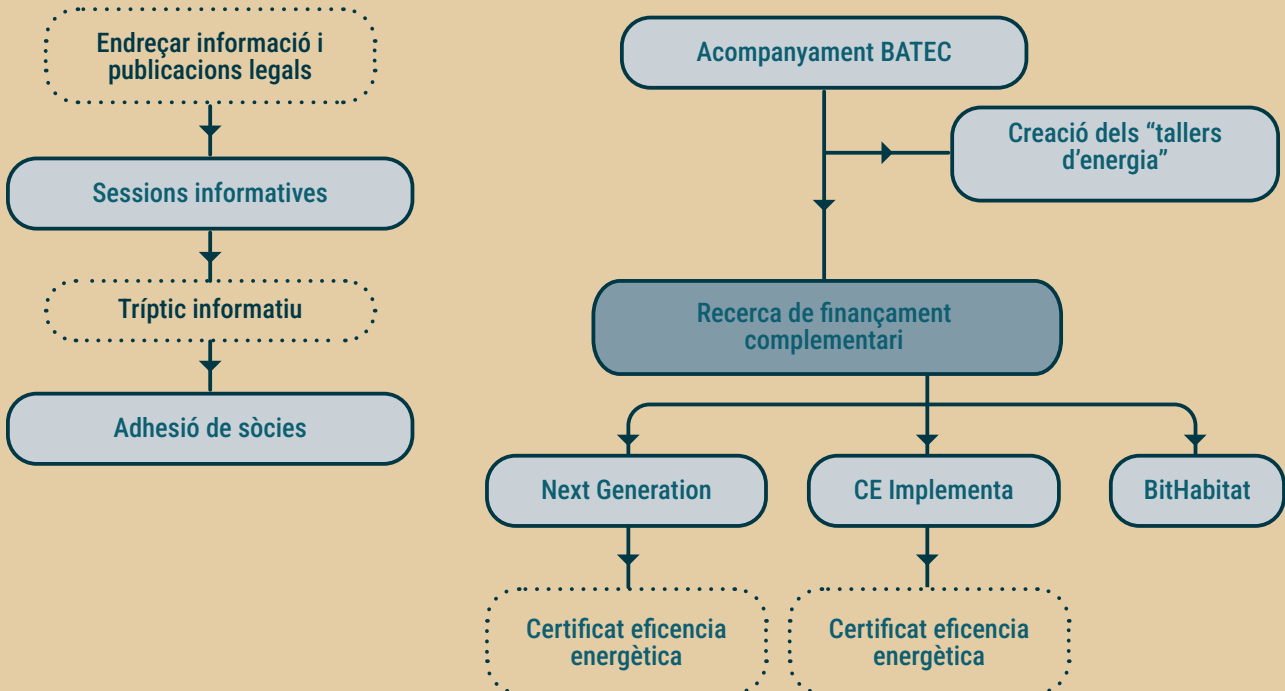 Endreçar informació i
publicacions legals
Sessions informatives
Tríptic informatiu
Adhesió de sòcies
Acompanyament BATEC
Creació dels “tallers
d’energia”
Recerca de finançament
complementari
Next Generation
CE Implementa
BitHabitat
Certificat eficencia
energètica
Certificat eficencia
energètica